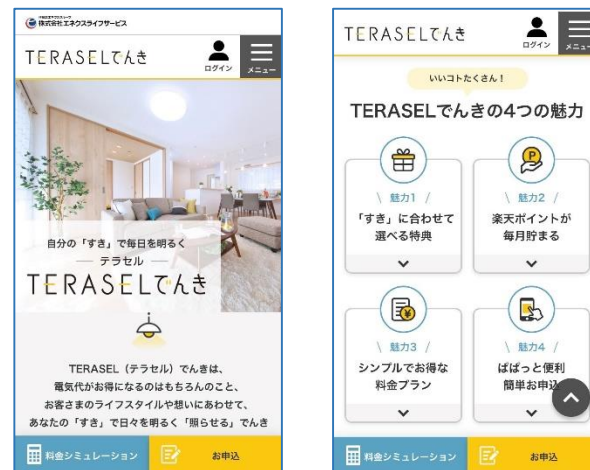 株式会社エネクスライフサービス
TERASELでんき
ログイン
メニュー
自分の「すき」で毎日を明るく
テラセル
TERASELでんき
TERASEL（テラセル）でんきは、
電気代がお得になるのはもちろんのこと、
お客さまのライフスタイルや想いにあわせて、
あなたの「すき」で日々を明るく「照らせる」でんき
料金シミュレーション
お申込
TERASELでんき
ログイン
メニュー
いいコトたくさん！
TERASELでんきの4つの魅力
\ 魅力1 /
「すき」に合わせて
選べる特典
P
\ 魅力2 /
楽天ポイントが
毎月貯まる
\ 魅力3 /
シンプルでお得な
料金プラン
\ 魅力4 /
ぱぱっと便利
簡単お申込
料金シミュレーション
お申込